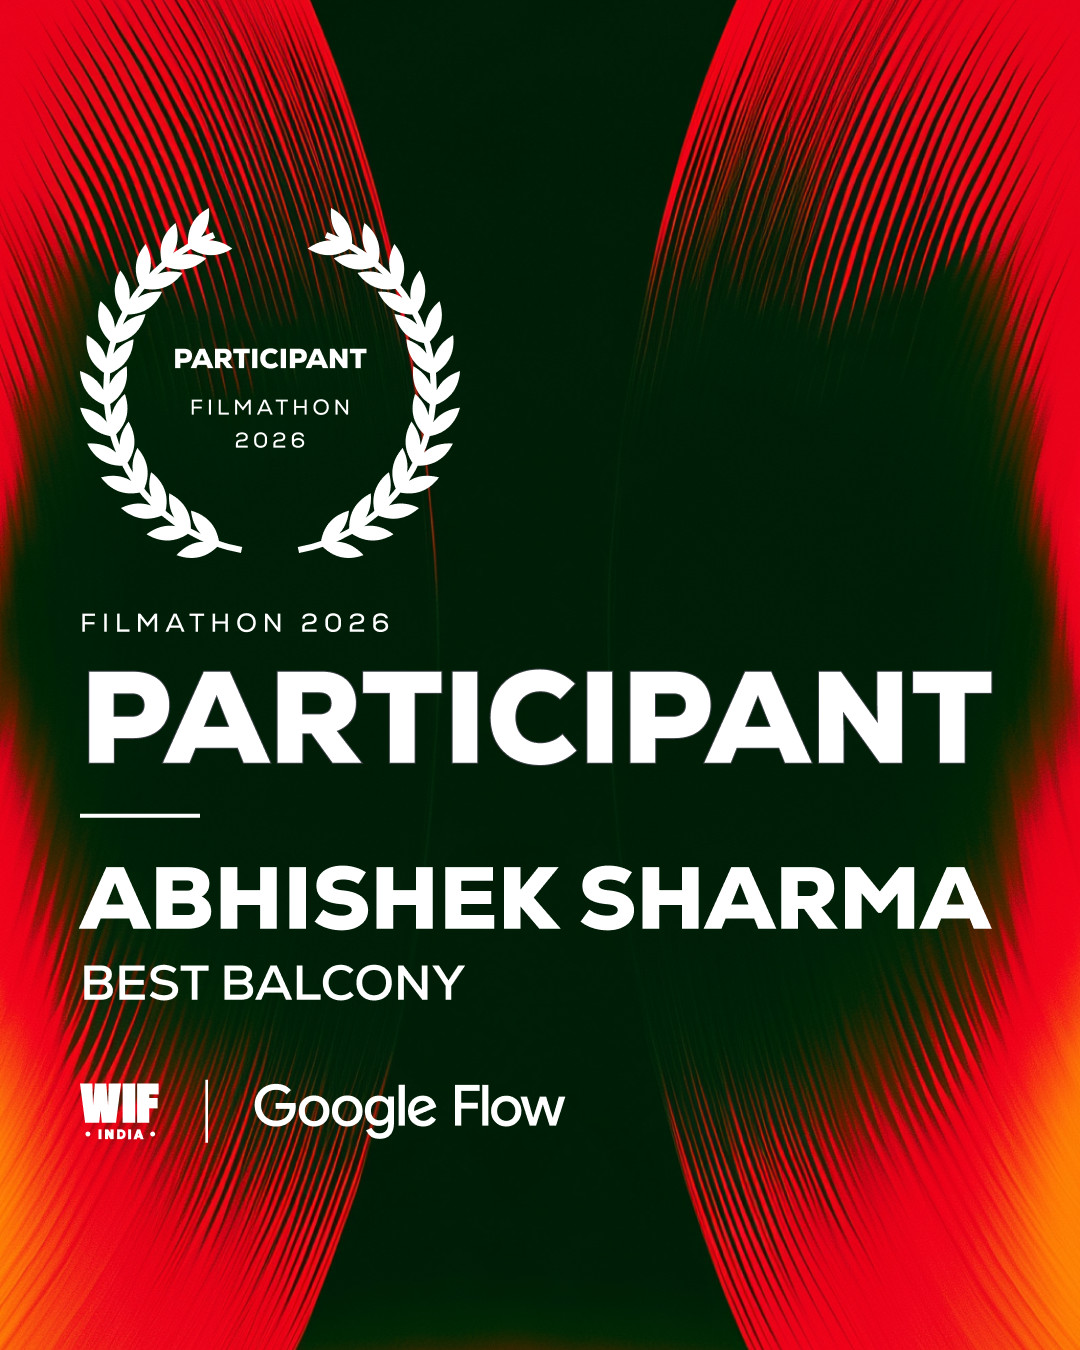 PARTICIPANT
FILMATHON
2026
FILMATHON 2026
PARTICIPANT
ABHISHEK SHARMA
BEST BALCONY
WIF
• INDIA •
Google Flow